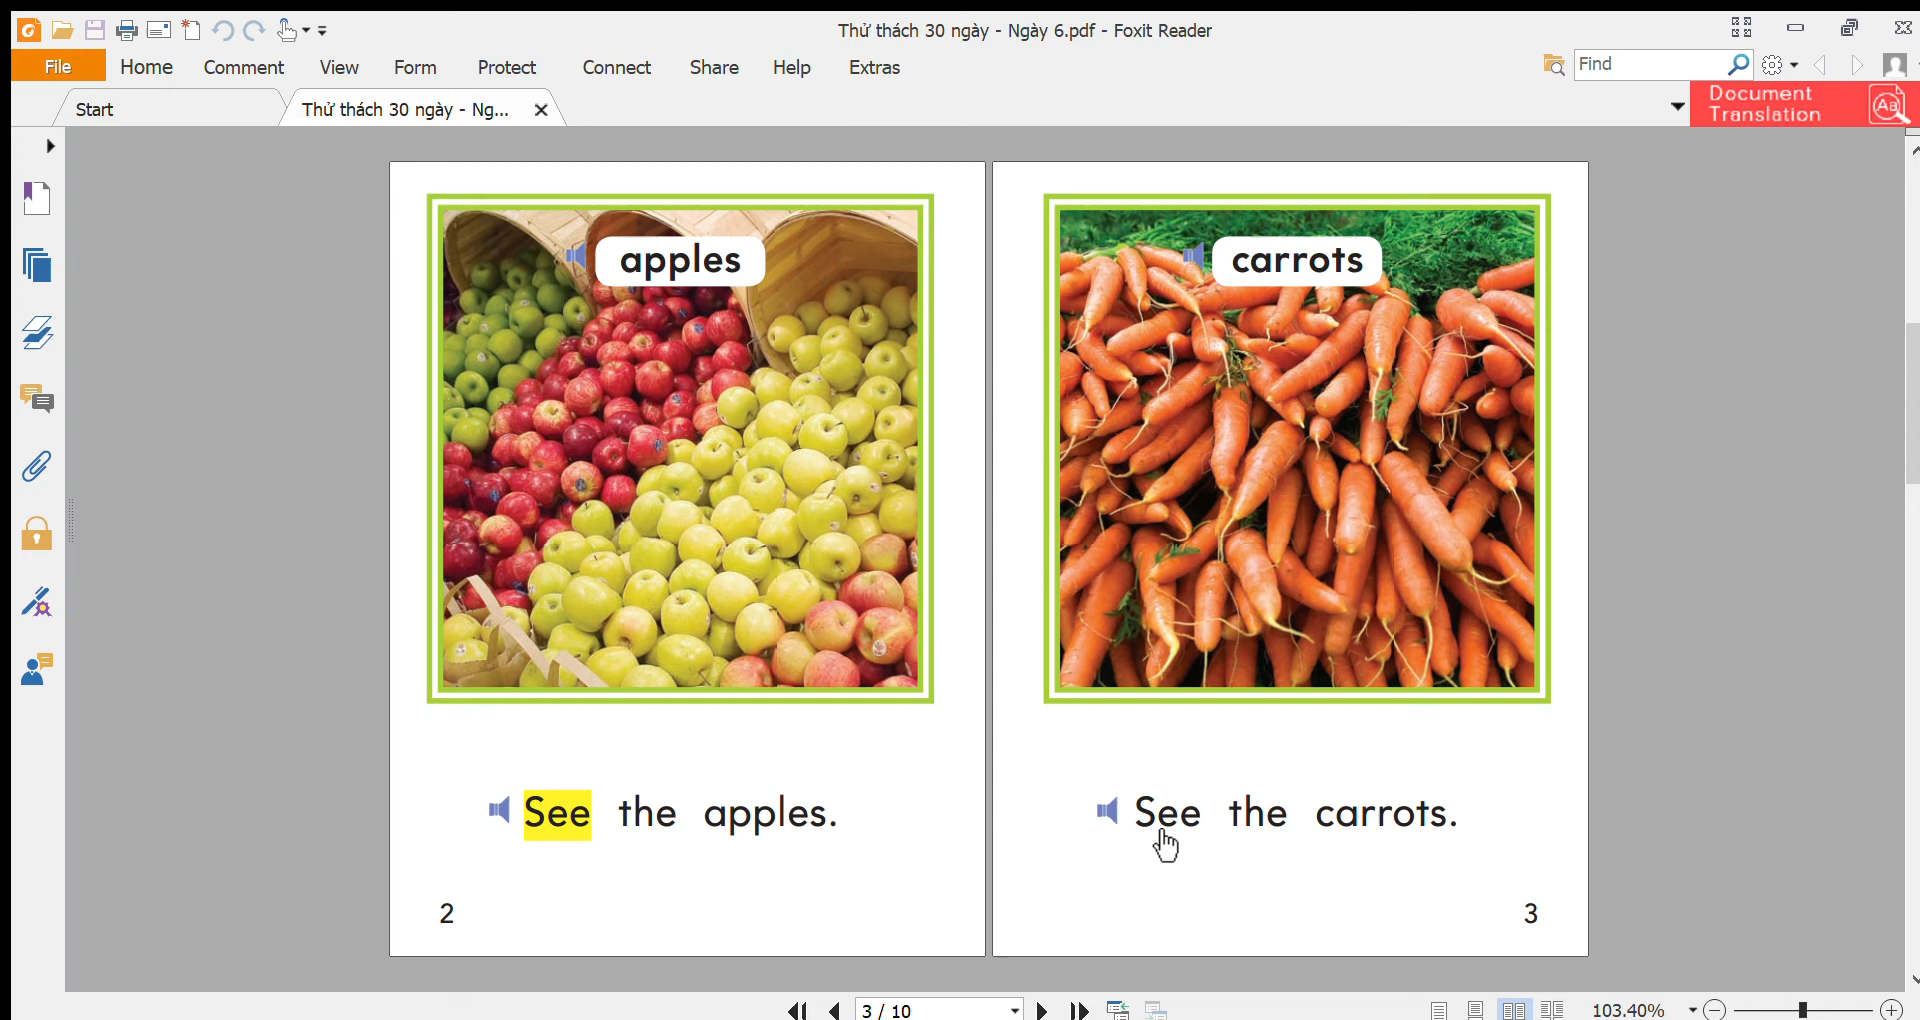 Thử thách 30 ngày - Ngày 6.pdf - Foxit Reader
File Home Comment View Form Protect Connect Share Help Extras
Find
Start
Thử thách 30 ngày - Ng...
Document
Translation
Aa
apples
carrots
See the apples.
See the carrots.
2
3
3 / 10
103.40%